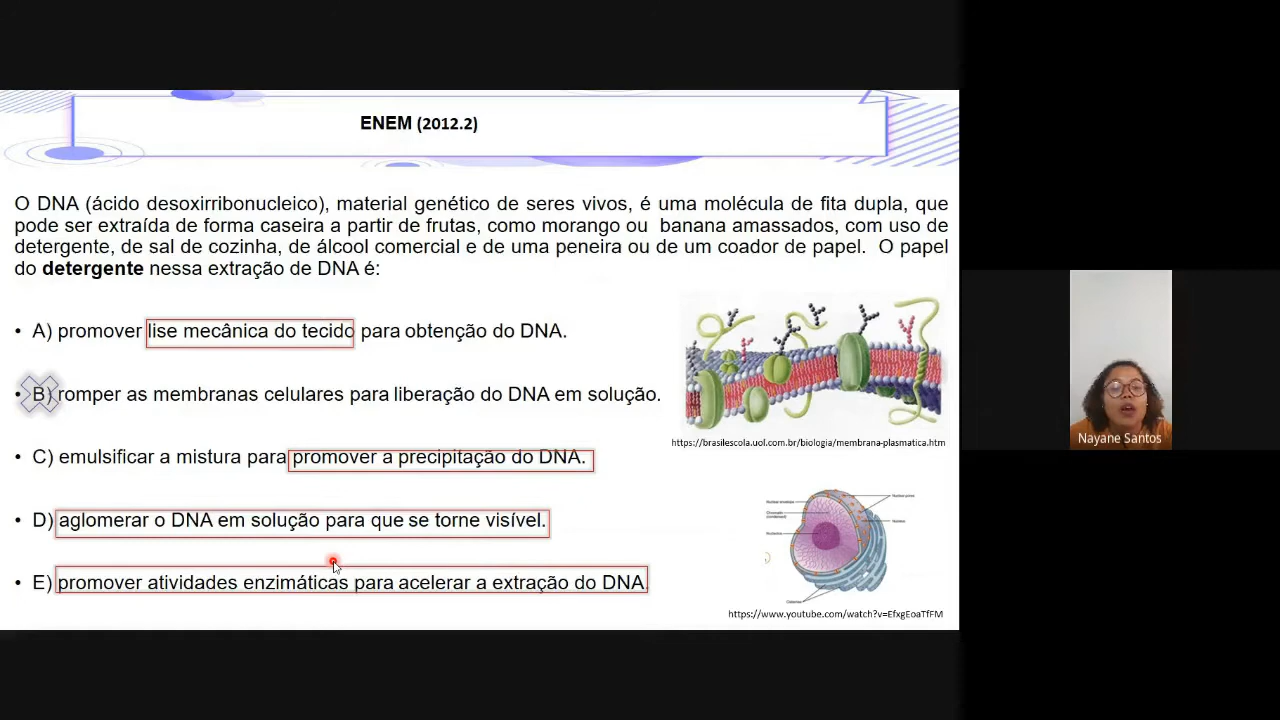 ENEM (2012.2)
O DNA (ácido desoxirribonucleico), material genético de seres vivos, é uma molécula de fita dupla, que
pode ser extraída de forma caseira a partir de frutas, como morango ou banana amassados, com uso de
detergente, de sal de cozinha, de álcool comercial e de uma peneira ou de um coador de papel. O papel
do detergente nessa extração de DNA é:
• A) promover lise mecânica do tecido para obtenção do DNA.
• B) romper as membranas celulares para liberação do DNA em solução.
• C) emulsificar a mistura para promover a precipitação do DNA.
• D) aglomerar o DNA em solução para que se torne visível.
• E) promover atividades enzimáticas para acelerar a extração do DNA.
https://brasilescola.uol.com.br/biologia/membrana-plasmatica.htm
https://www.youtube.com/watch?v=EfxgEoaTfFM
Nayane Santos